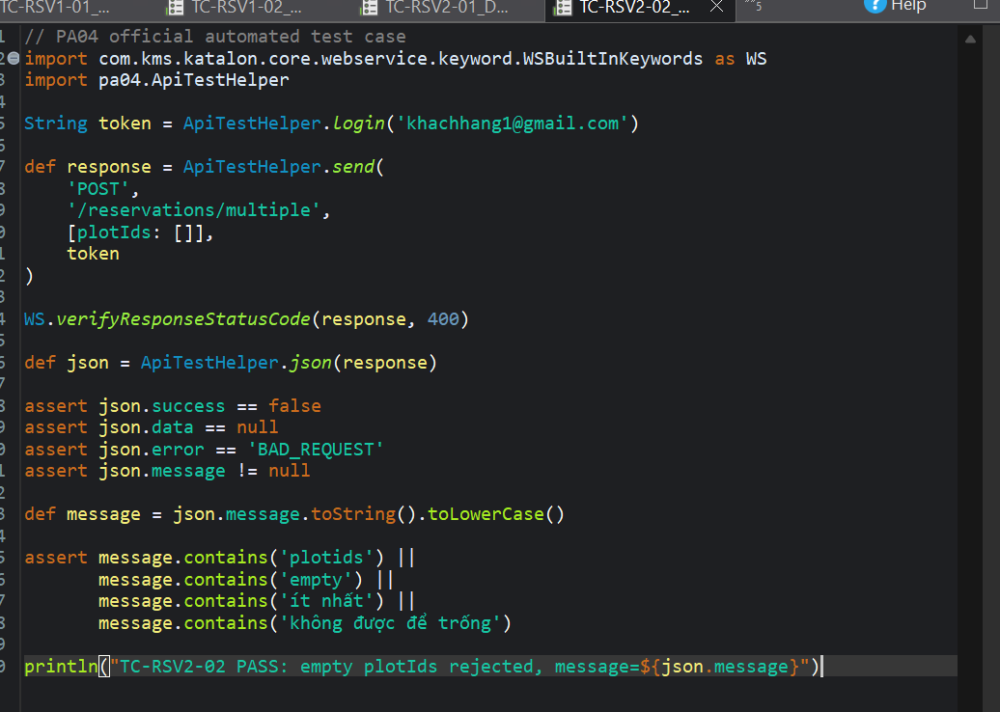 TC-RSV1-01_...
TC-RSV1-02_...
TC-RSV2-01_D...
TC-RSV2-02_...
5
Help
// PA04 official automated test case
import com.kms.katalon.core.webservice.keyword.WSBuiltInKeywords as WS
import pa04.ApiTestHelper
String token = ApiTestHelper.login('khachhang1@gmail.com')
def response = ApiTestHelper.send(
'POST',
'/reservations/multiple',
[plotIds: []],
token
)
WS.verifyResponseStatusCode(response, 400)
def json = ApiTestHelper.json(response)
assert json.success == false
assert json.data == null
assert json.error == 'BAD_REQUEST'
assert json.message != null
def message = json.message.toString().toLowerCase()
assert message.contains('plotids') ||
message.contains('empty') ||
message.contains('ít nhất') ||
message.contains('không được để trống')
println("TC-RSV2-02 PASS: empty plotIds rejected, message=${json.message}")